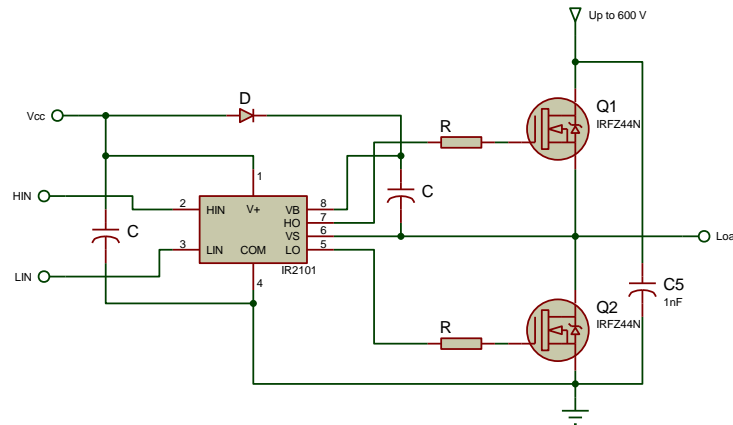 Up to 600 V
D
Q1
IRFZ44N
Vcc
R
1
C
HIN
2
HIN
V+
VB
8
HO
7
C
VS
6
Loa
3
LIN
COM
LO
5
LIN
IR2101
4
C5
1nF
Q2
IRFZ44N
R